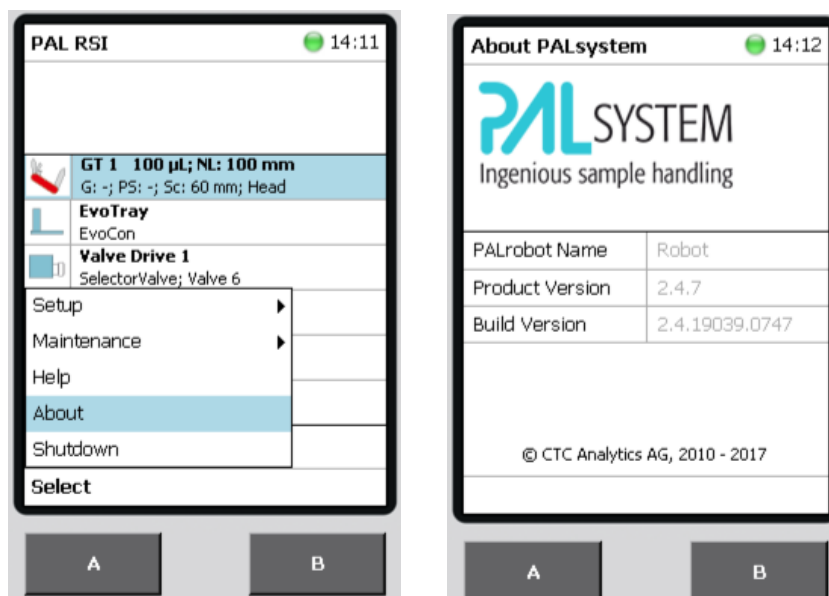 PAL RSI 14:11
GT 1 100 µL; NL: 100 mm
G: -; PS: -; Sc: 60 mm; Head
EvoTray
EvoCon
Valve Drive 1
SelectorValve; Valve 6
Setup
Maintenance
Help
About
Shutdown
Select
A B
About PALsystem 14:12
PAL SYSTEM
Ingenious sample handling
PALrobot Name Robot
Product Version 2.4.7
Build Version 2.4.19039.0747
© CTC Analytics AG, 2010 - 2017
A B